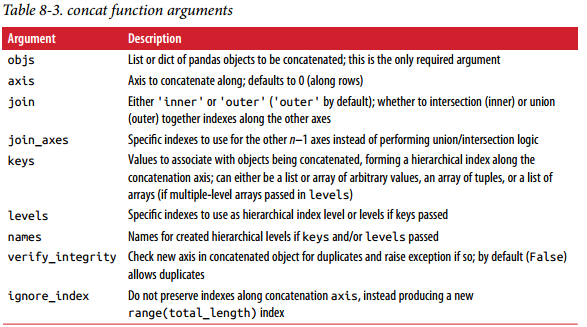 Table 8-3. concat function arguments
Argument Description
objs List or dict of pandas objects to be concatenated; this is the only required argument
axis Axis to concatenate along; defaults to 0 (along rows)
join Either 'inner' or 'outer' ('outer' by default); whether to intersection (inner) or union
(outer) together indexes along the other axes
join_axes Specific indexes to use for the other n–1 axes instead of performing union/intersection logic
keys Values to associate with objects being concatenated, forming a hierarchical index along the
concatenation axis; can either be a list or array of arbitrary values, an array of tuples, or a list of
arrays (if multiple-level arrays passed in levels)
levels Specific indexes to use as hierarchical index level or levels if keys passed
names Names for created hierarchical levels if keys and/or levels passed
verify_integrity Check new axis in concatenated object for duplicates and raise exception if so; by default (False)
allows duplicates
ignore_index Do not preserve indexes along concatenation axis, instead producing a new
range(total_length) index